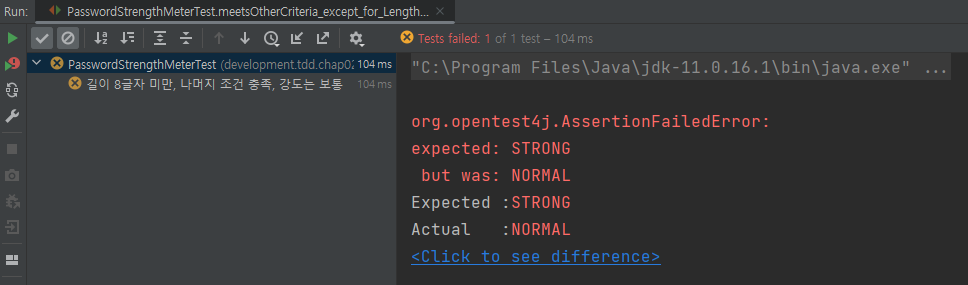 Run:
PasswordStrengthMeterTest.meetsOtherCriteria_except_for_Length...
Tests failed: 1 of 1 test – 104 ms
PasswordStrengthMeterTest (development.tdd.chap02 104 ms
길이 8글자 미만, 나머지 조건 충족, 강도는 보통 104 ms
"C:\Program Files\Java\jdk-11.0.16.1\bin\java.exe" ...
org.opentest4j.AssertionFailedError:
expected: STRONG
but was: NORMAL
Expected :STRONG
Actual :NORMAL
<Click to see difference>